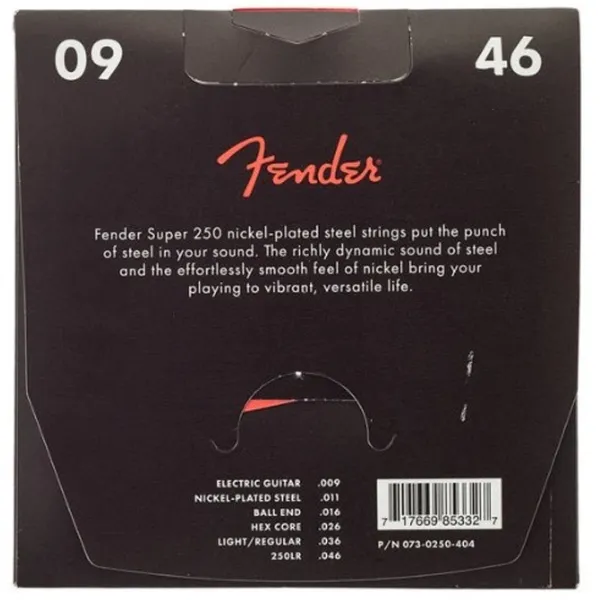 09 46
Fender
Fender Super 250 nickel-plated steel strings put the punch
of steel in your sound. The richly dynamic sound of steel
and the effortlessly smooth feel of nickel bring your
playing to vibrant, versatile life.
ELECTRIC GUITAR .009
NICKEL-PLATED STEEL .011
BALL END .016
HEX CORE .026
LIGHT/REGULAR .036
250LR .046
7 17669 85332 7
P/N 073-0250-404